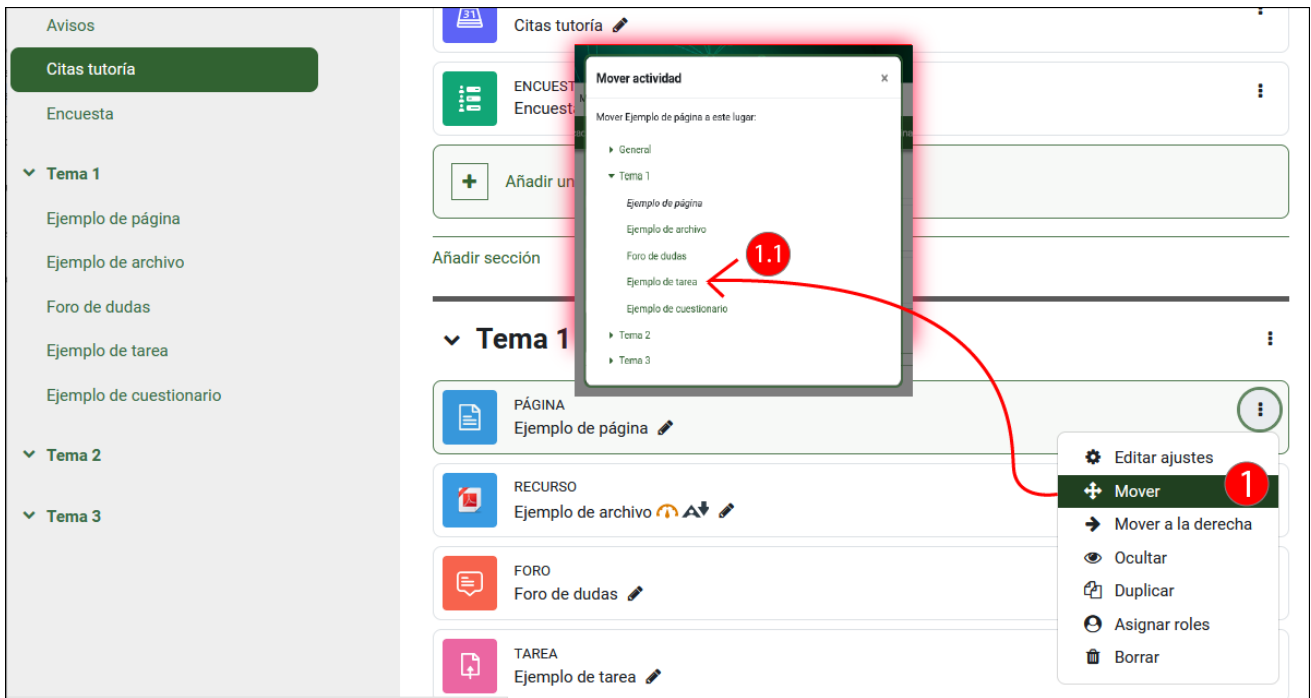 Avisos
Citas tutoría
Encuesta
Tema 1
Ejemplo de página
Ejemplo de archivo
Foro de dudas
Ejemplo de tarea
Ejemplo de cuestionario
Tema 2
Tema 3
31
Citas tutoría
ENCUEST
Encuest
Añadir un
Añadir sección
Mover actividad ×
Mover Ejemplo de página a este lugar:
General
Tema 1
Ejemplo de página
Ejemplo de archivo
Foro de dudas
1.1
Ejemplo de tarea
Ejemplo de cuestionario
Tema 2
Tema 3
Tema 1
PÁGINA
Ejemplo de página
RECURSO
Ejemplo de archivo A
FORO
Foro de dudas
TAREA
Ejemplo de tarea
Editar ajustes
Mover 1
Mover a la derecha
Ocultar
Duplicar
Asignar roles
Borrar